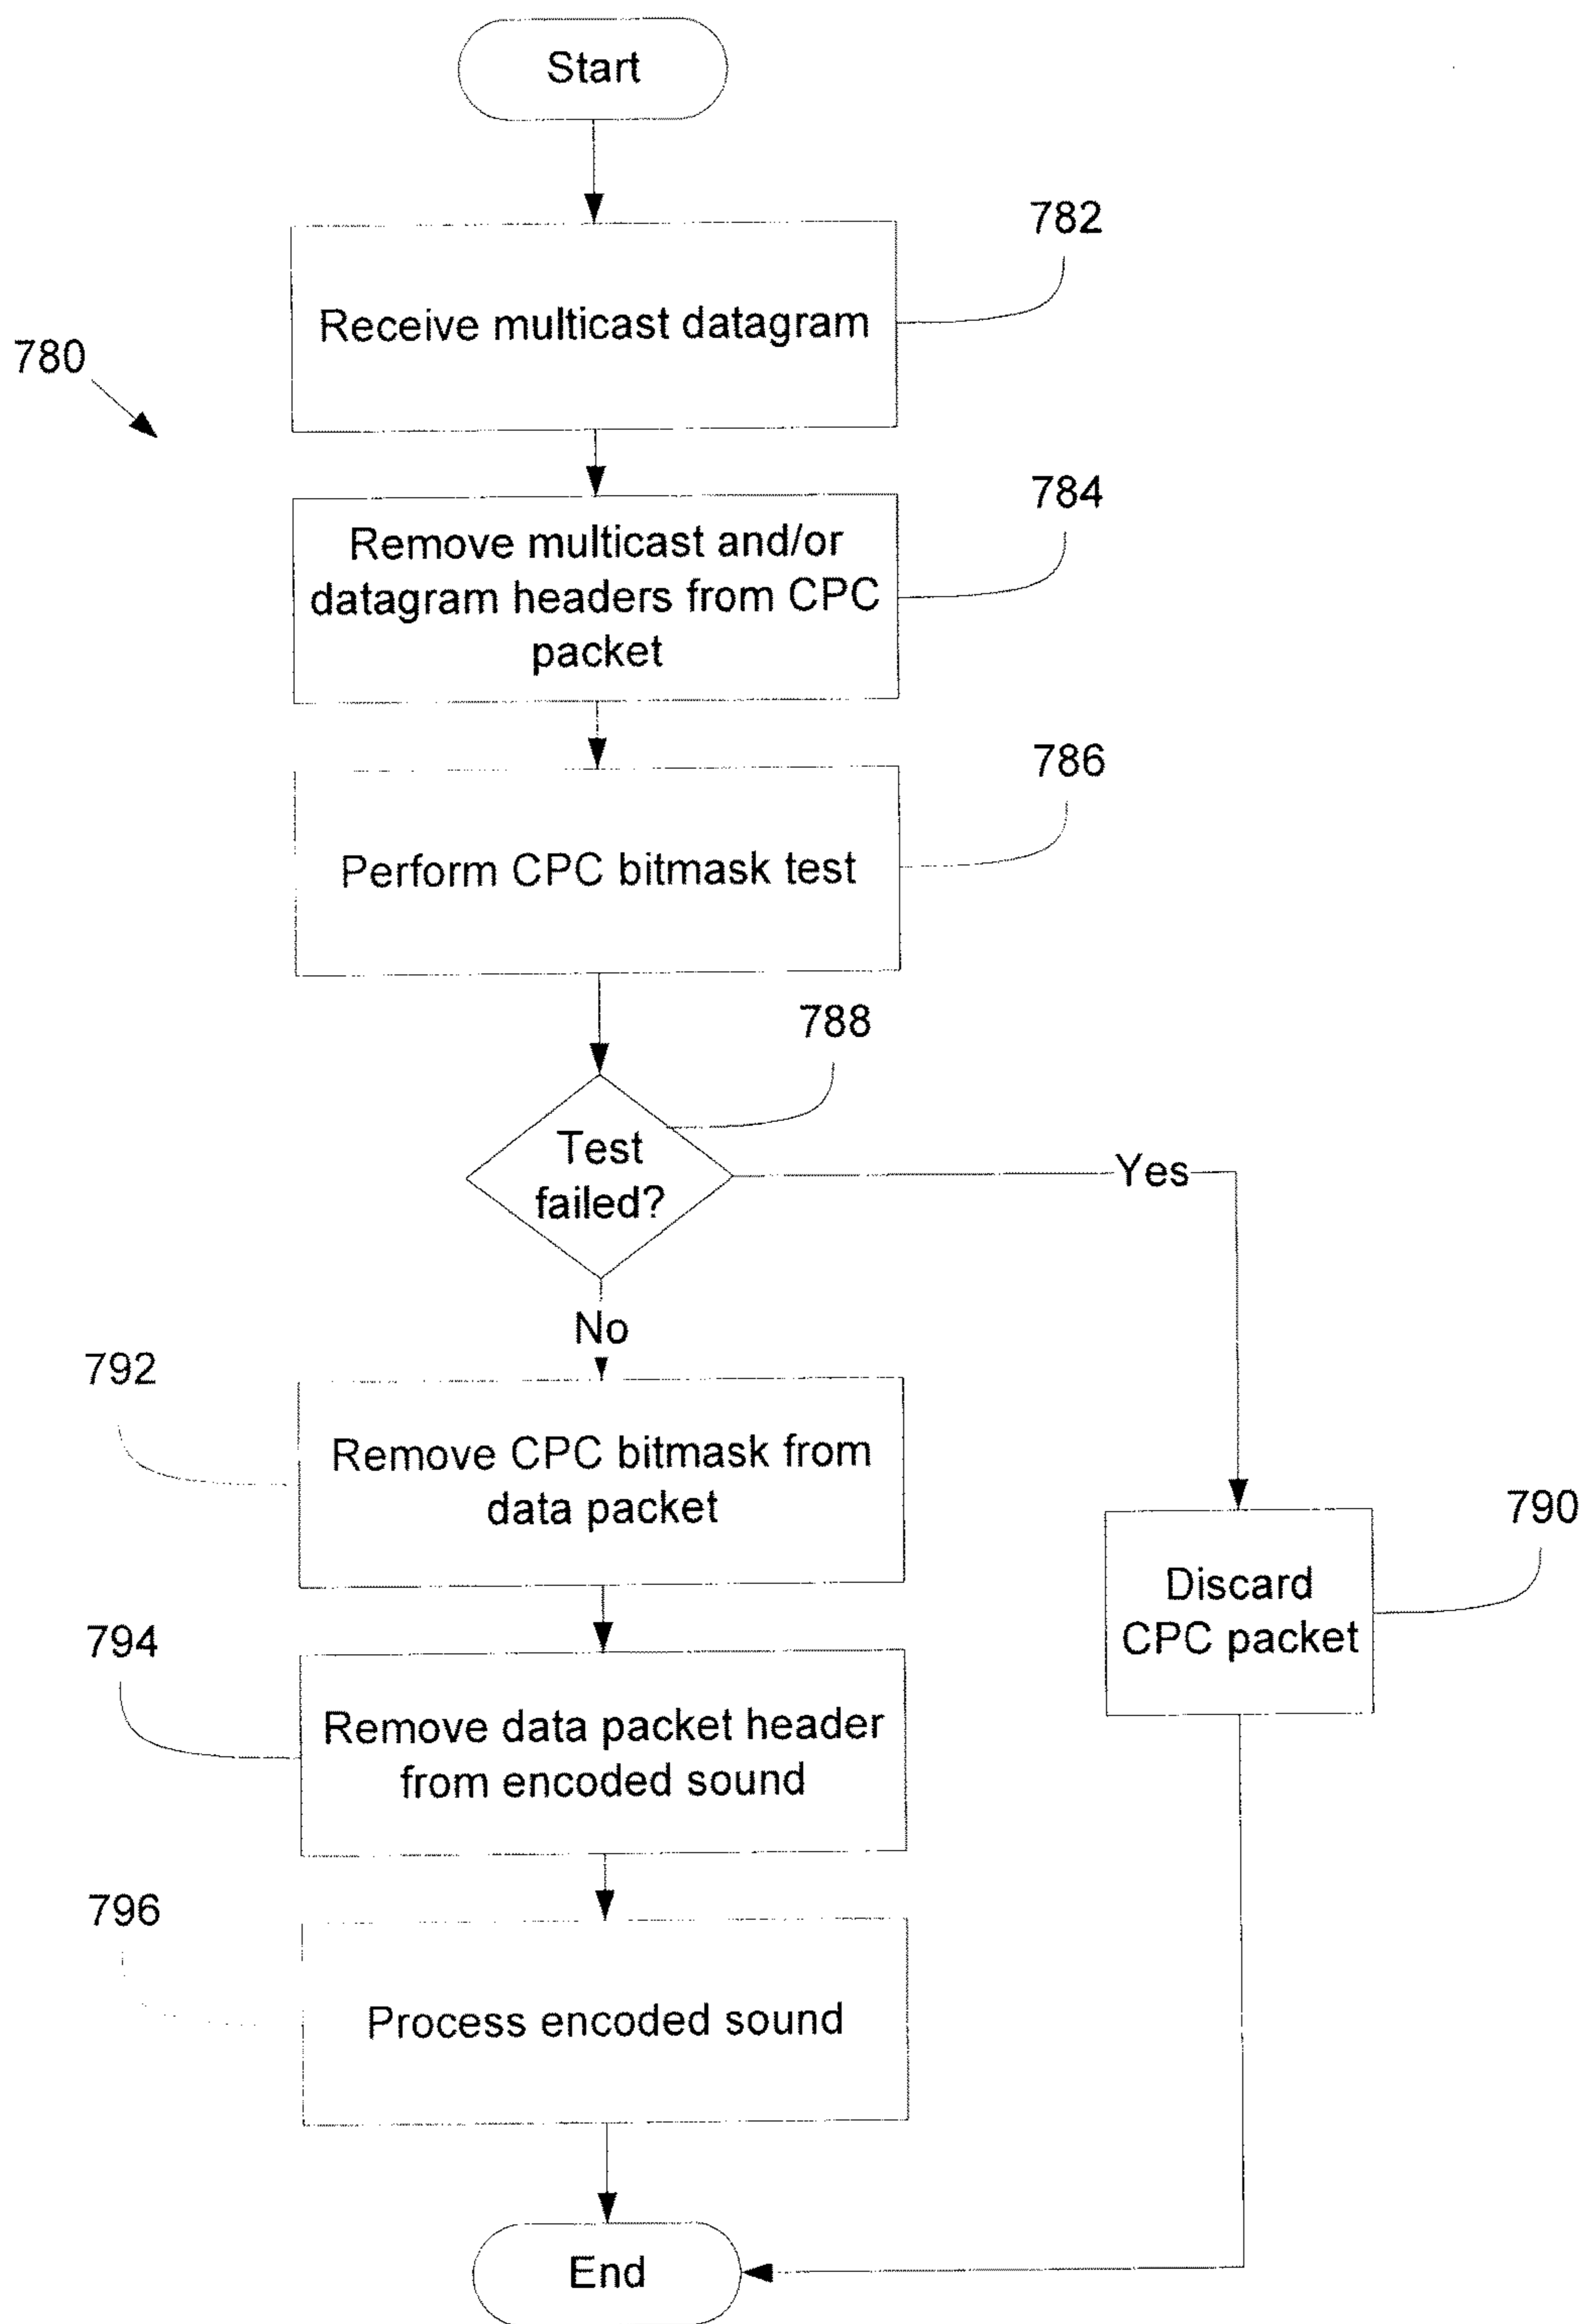 Start
782
Receive multicast datagram
780
784
Remove multicast and/or
datagram headers from CPC
packet
786
Perform CPC bitmask test
788
Test
failed?
Yes
No
792
Remove CPC bitmask from
data packet
790
Discard
CPC packet
794
Remove data packet header
from encoded sound
796
Process encoded sound
End